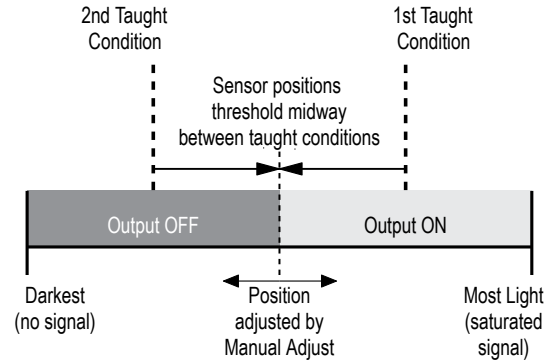 2nd Taught
Condition
1st Taught
Condition
Sensor positions
threshold midway
between taught conditions
Output OFF
Output ON
Darkest
(no signal)
Position
adjusted by
Manual Adjust
Most Light
(saturated
signal)